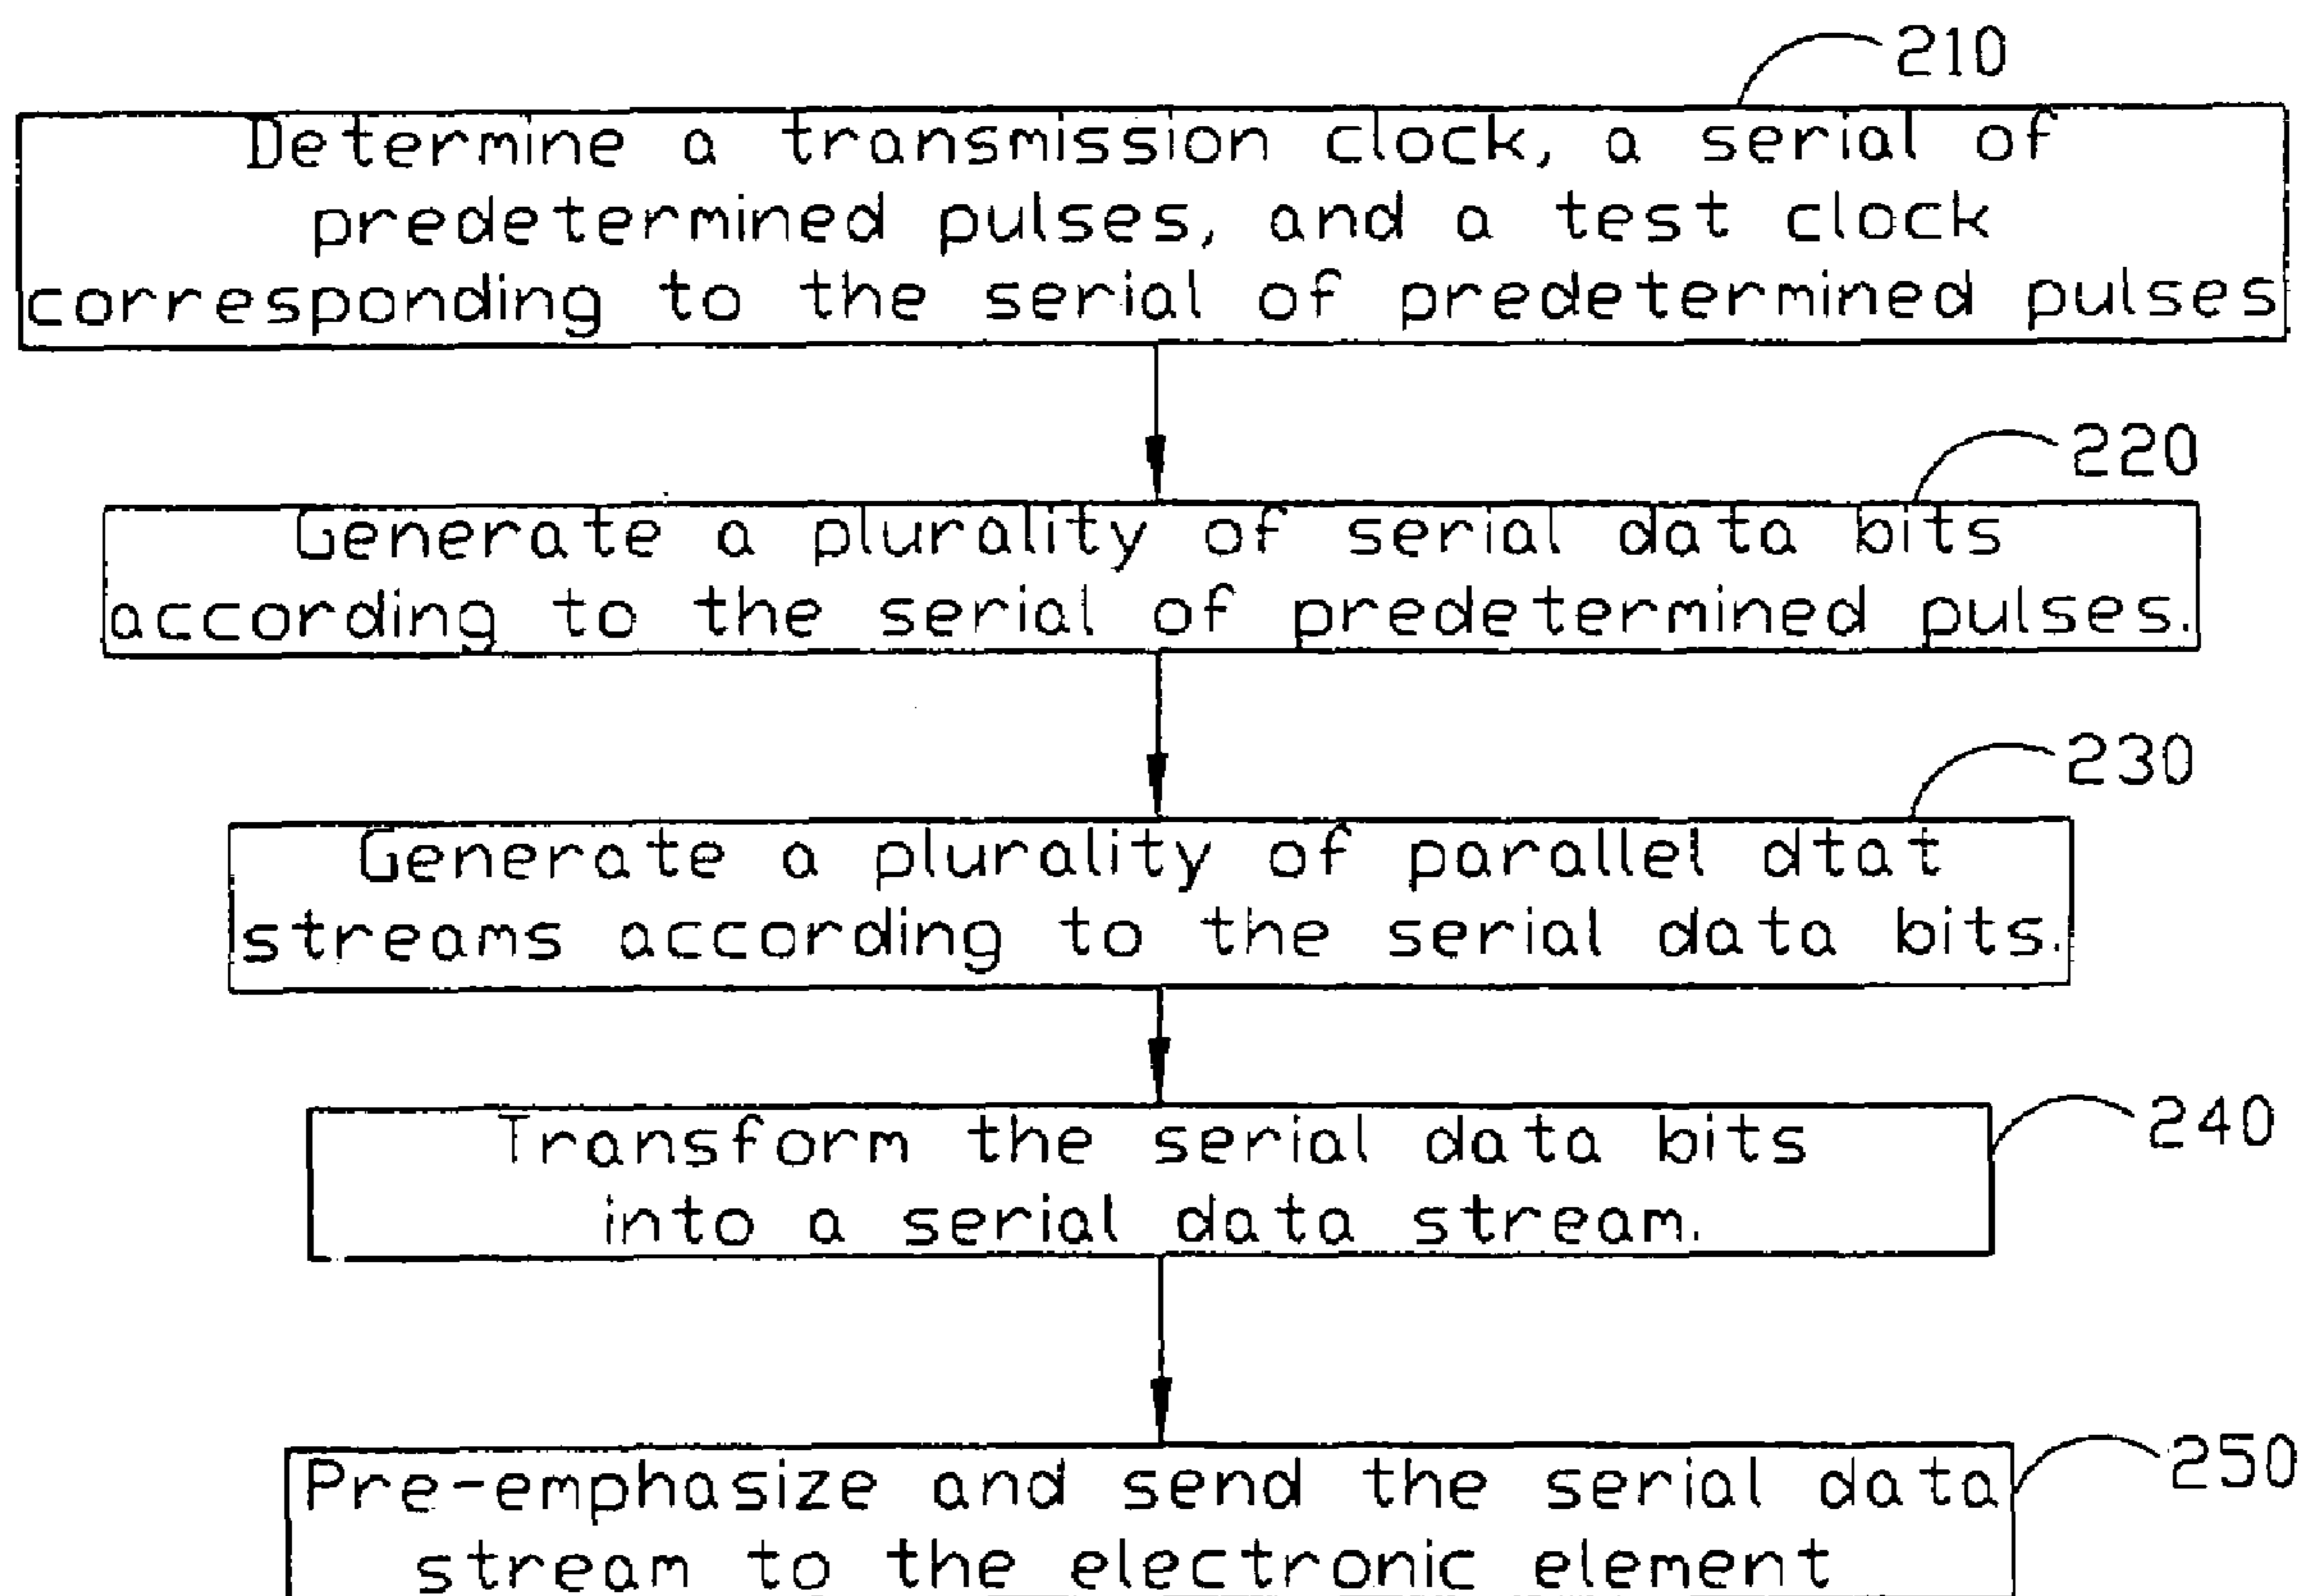 210
Determine a transmission clock, a serial of
predetermined pulses, and a test clock
corresponding to the serial of predetermined pulses
220
Generate a plurality of serial data bits
according to the serial of predetermined pulses.
230
Generate a plurality of parallel dtat
streams according to the serial data bits.
240
Transform the serial data bits
into a serial data stream.
250
Pre-emphasize and send the serial data
stream to the electronic element